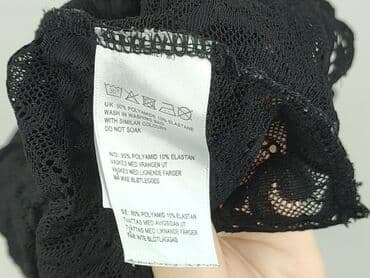 UK: 90% POLYAMIDE 10% ELASTANE
WASH IN WASHING BAG
WITH SIMILAR COLOURS
DO NOT SOAK
NO: 90% POLYAMID 10% ELASTAN
VASKES MED VRANGEN UT
VASKES MED LIGNENDE FARGER
MÅ IKKE BLØTLEGGES
SE: 90% POLYAMID 10% ELASTAN
TVÄTTAS MED AVIGSIDAN UT
TVÄTTAS MED LIKNANDE FÄRGER
FÅR INTE BLÖTLÄGGAS